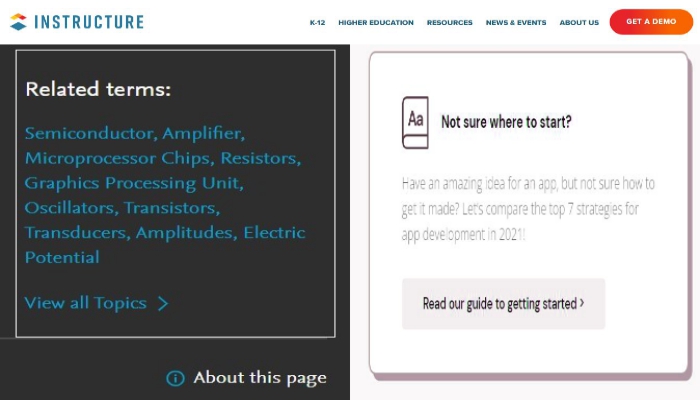 INSTRUCTURE
K-12 HIGHER EDUCATION RESOURCES NEWS & EVENTS ABOUT US GET A DEMO
Related terms:
Semiconductor, Amplifier,
Microprocessor Chips, Resistors,
Graphics Processing Unit,
Oscillators, Transistors,
Transducers, Amplitudes, Electric
Potential
View all Topics >
About this page
Aa
Not sure where to start?
Have an amazing idea for an app, but not sure how to
get it made? Let's compare the top 7 strategies for
app development in 2021!
Read our guide to getting started ›